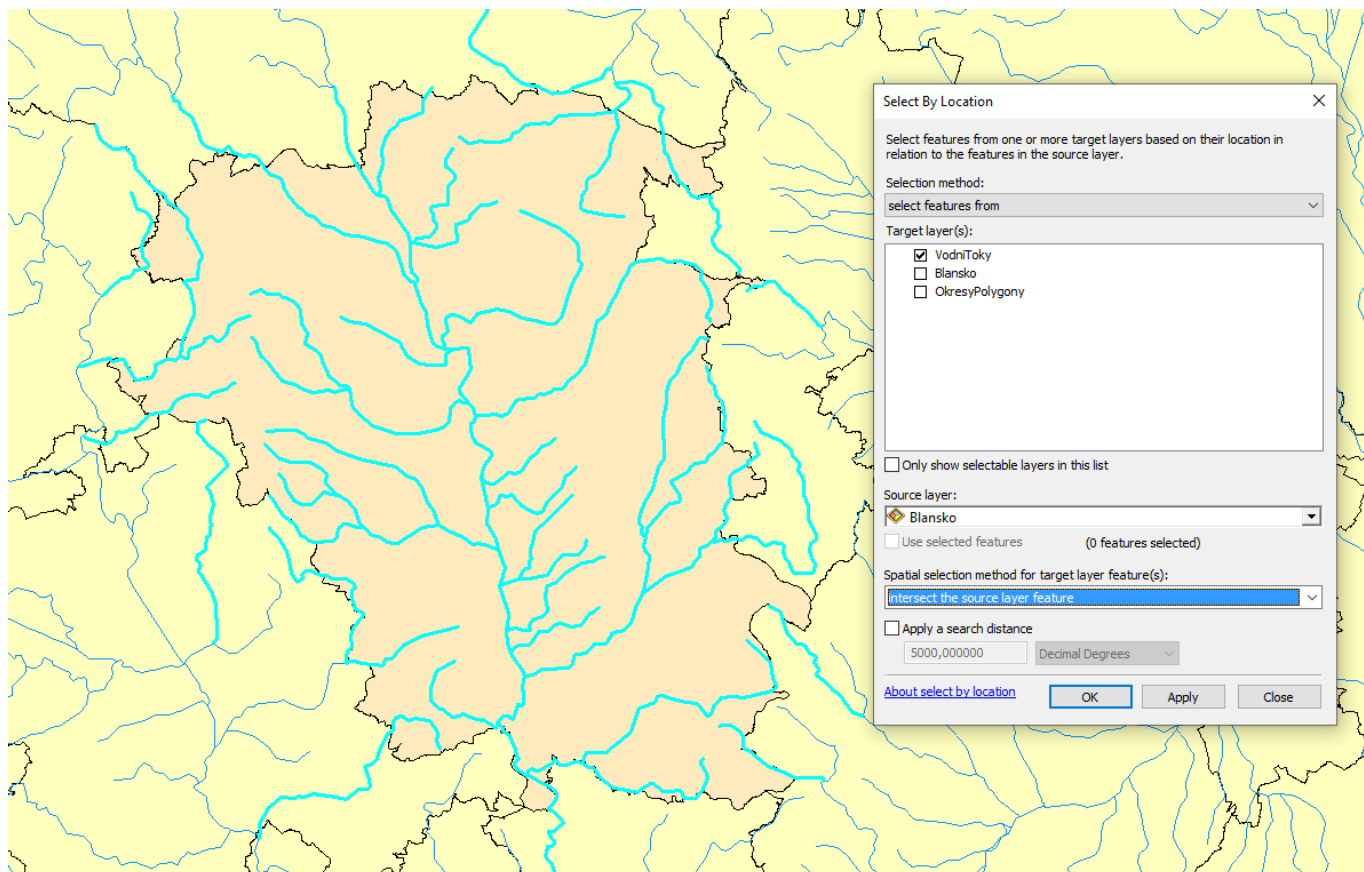 Select By Location
Select features from one or more target layers based on their location in
relation to the features in the source layer.
Selection method:
select features from
Target layer(s):
VodniToky
Blansko
OkresyPolygony
Only show selectable layers in this list
Source layer:
Blansko
Use selected features (0 features selected)
Spatial selection method for target layer feature(s):
intersect the source layer feature
Apply a search distance
5000,000000 Decimal Degrees
About select by location OK Apply Close